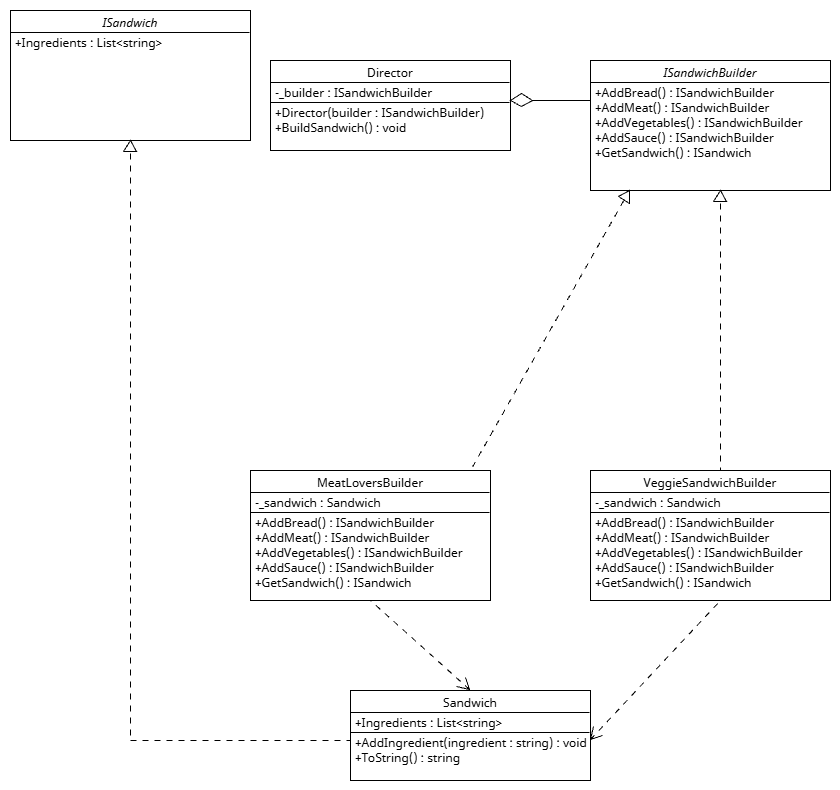 ISandwich
+Ingredients : List<string>
Director
-_builder : ISandwichBuilder
+Director(builder : ISandwichBuilder)
+BuildSandwich() : void
ISandwichBuilder
+AddBread() : ISandwichBuilder
+AddMeat() : ISandwichBuilder
+AddVegetables() : ISandwichBuilder
+AddSauce() : ISandwichBuilder
+GetSandwich() : ISandwich
MeatLoversBuilder
-_sandwich : Sandwich
+AddBread() : ISandwichBuilder
+AddMeat() : ISandwichBuilder
+AddVegetables() : ISandwichBuilder
+AddSauce() : ISandwichBuilder
+GetSandwich() : ISandwich
VeggieSandwichBuilder
-_sandwich : Sandwich
+AddBread() : ISandwichBuilder
+AddMeat() : ISandwichBuilder
+AddVegetables() : ISandwichBuilder
+AddSauce() : ISandwichBuilder
+GetSandwich() : ISandwich
Sandwich
+Ingredients : List<string>
+AddIngredient(ingredient : string) : void
+ToString() : string